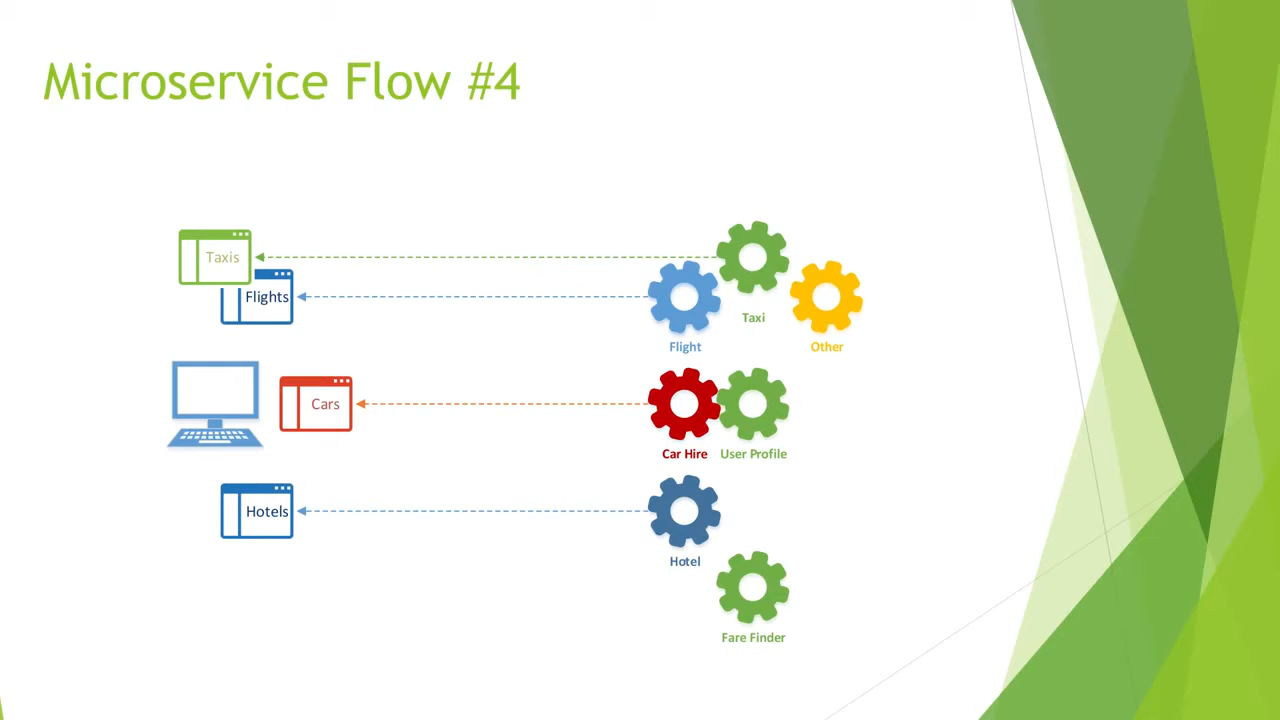 Microservice Flow #4
Taxis
Flights
Taxi
Flight
Other
Cars
Car Hire
User Profile
Hotels
Hotel
Fare Finder